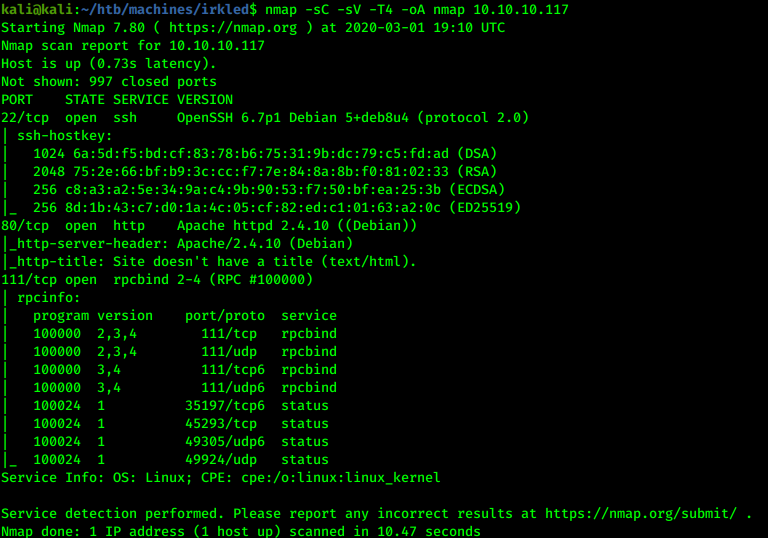 kali@kali:~/htb/machines/irkled$ nmap -sC -sV -T4 -oA nmap 10.10.10.117
Starting Nmap 7.80 ( https://nmap.org ) at 2020-03-01 19:10 UTC
Nmap scan report for 10.10.10.117
Host is up (0.73s latency).
Not shown: 997 closed ports
PORT    STATE SERVICE VERSION
22/tcp  open  ssh     OpenSSH 6.7p1 Debian 5+deb8u4 (protocol 2.0)
| ssh-hostkey:
|   1024 6a:5d:f5:bd:cf:83:78:b6:75:31:9b:dc:79:c5:fd:ad (DSA)
|   2048 75:2e:66:bf:b9:3c:cc:f7:7e:84:8a:8b:f0:81:02:33 (RSA)
|   256 c8:a3:a2:5e:34:9a:c4:9b:90:53:f7:50:bf:ea:25:3b (ECDSA)
|_  256 8d:1b:43:c7:d0:1a:4c:05:cf:82:ed:c1:01:63:a2:0c (ED25519)
80/tcp  open  http    Apache httpd 2.4.10 ((Debian))
|_http-server-header: Apache/2.4.10 (Debian)
|_http-title: Site doesn't have a title (text/html).
111/tcp open  rpcbind 2-4 (RPC #100000)
| rpcinfo:
|   program version    port/proto  service
|   100000  2,3,4        111/tcp   rpcbind
|   100000  2,3,4        111/udp   rpcbind
|   100000  3,4          111/tcp6  rpcbind
|   100000  3,4          111/udp6  rpcbind
|   100024  1          35197/tcp6  status
|   100024  1          45293/tcp   status
|   100024  1          49305/udp6  status
|_  100024  1          49924/udp   status
Service Info: OS: Linux; CPE: cpe:/o:linux:linux_kernel

Service detection performed. Please report any incorrect results at https://nmap.org/submit/ .
Nmap done: 1 IP address (1 host up) scanned in 10.47 seconds